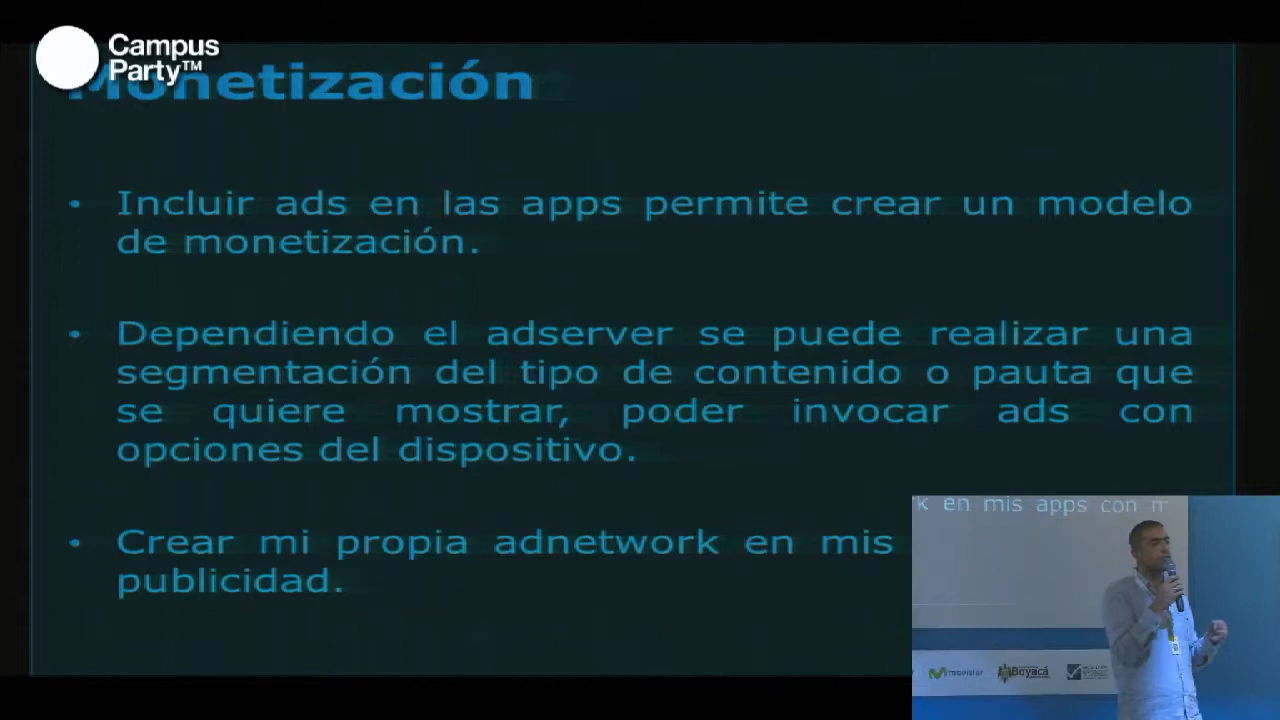 Campus
Party™
Monetización
• Incluir ads en las apps permite crear un modelo
de monetización.
• Dependiendo el adserver se puede realizar una
segmentación del tipo de contenido o pauta que
se quiere mostrar, poder invocar ads con
opciones del dispositivo.
• Crear mi propia adnetwork en mis
publicidad.
k en mis apps con m
movistar
Boyacá